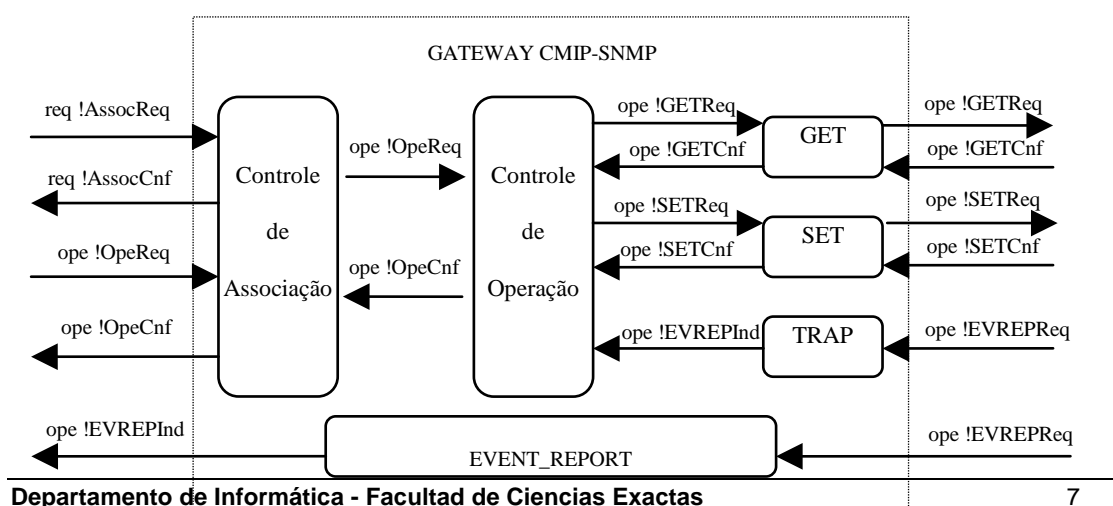 GATEWAY CMIP-SNMP
req !AssocReq
ope !GETReq
ope !GETReq
GET
ope !OpeReq
ope !GETCnf
ope !GETCnf
req !AssocCnf
Controle
Controle
ope !SETReq
ope !SETReq
de
de
SET
ope !OpeReq
ope !SETCnf
ope !SETCnf
ope !OpeCnf
Associação
Operação
ope !OpeCnf
ope !EVREPInd
TRAP
ope !EVREPReq
ope !EVREPInd
EVENT_REPORT
ope !EVREPReq
Departamento de Informática - Facultad de Ciencias Exactas
7